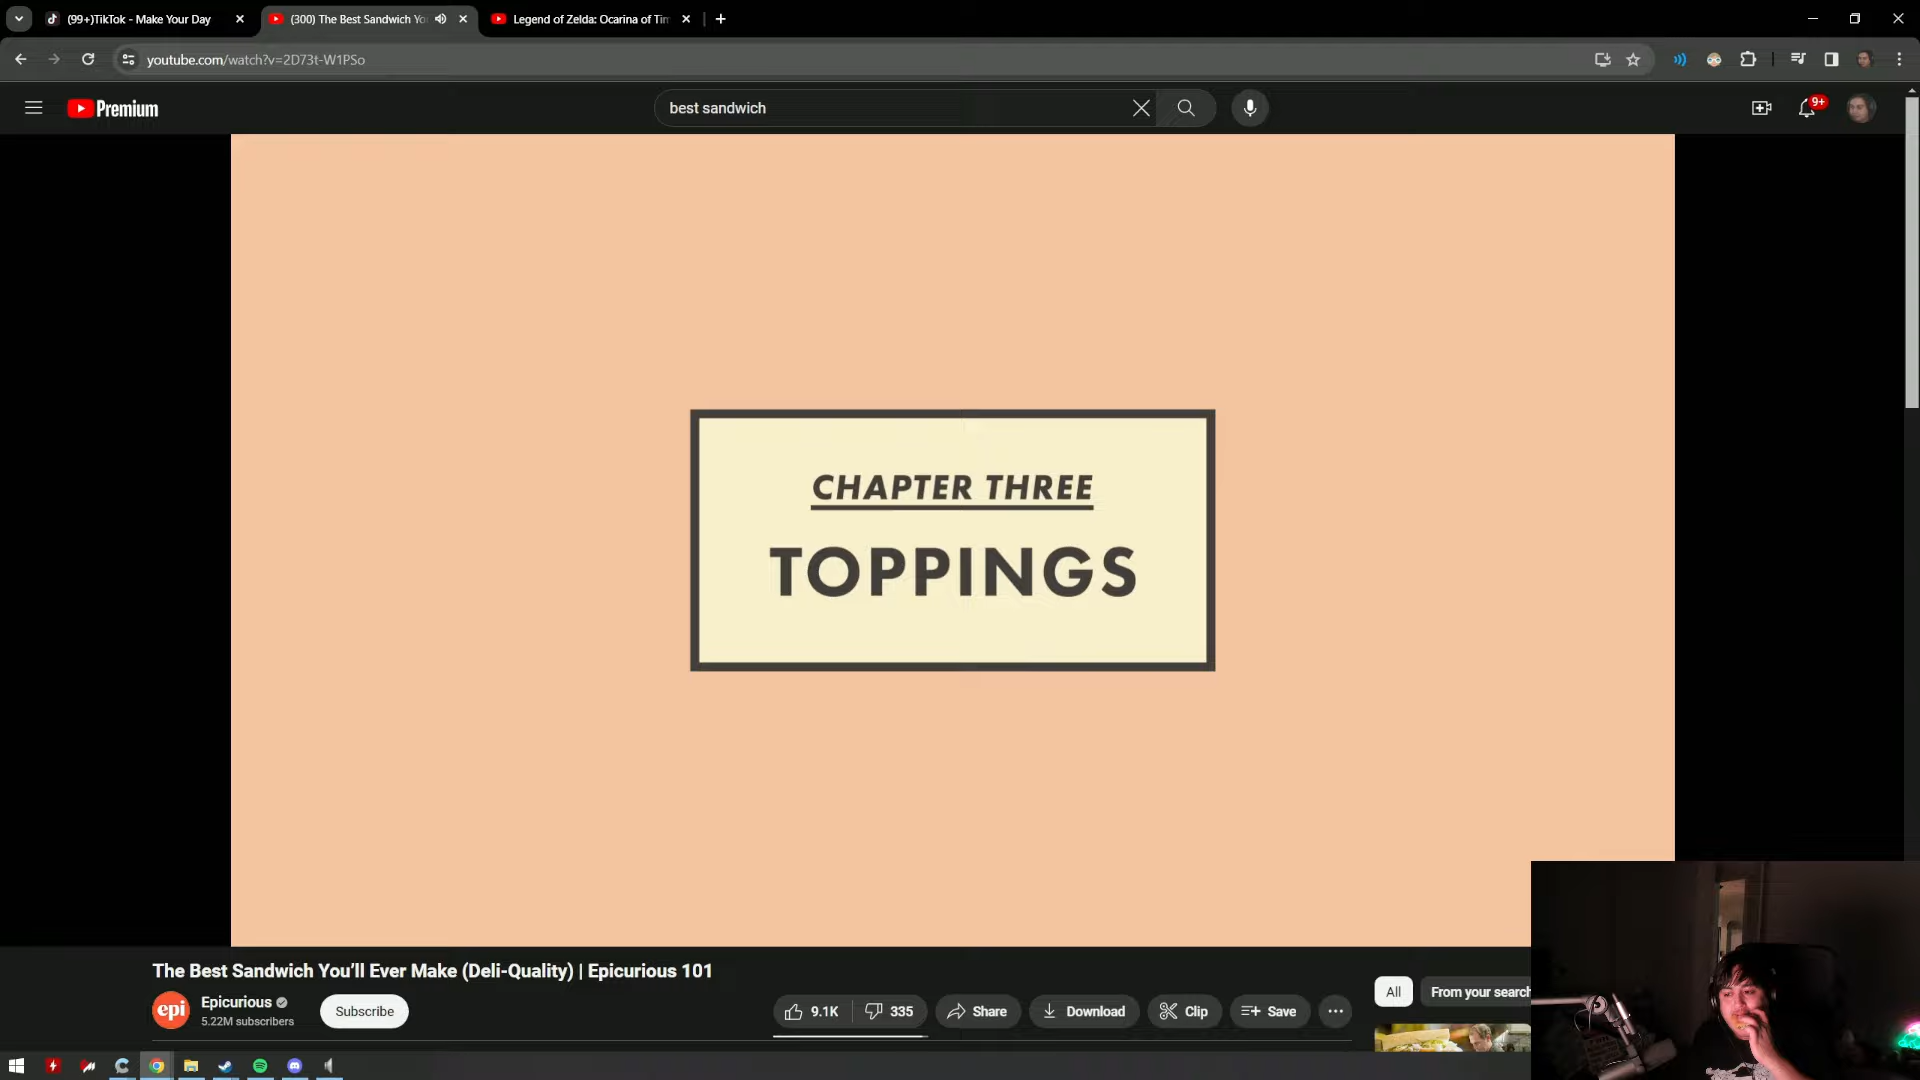 (99+)TikTok - Make Your Day
(300) The Best Sandwich Yo
Legend of Zelda: Ocarina of Tim
youtube.com/watch?v=2D73t-W1PSo
Premium
best sandwich
9+
CHAPTER THREE
TOPPINGS
The Best Sandwich You'll Ever Make (Deli-Quality) | Epicurious 101
epi
Epicurious
5.22M subscribers
Subscribe
9.1K
335
Share
Download
Clip
Save
All
From your search